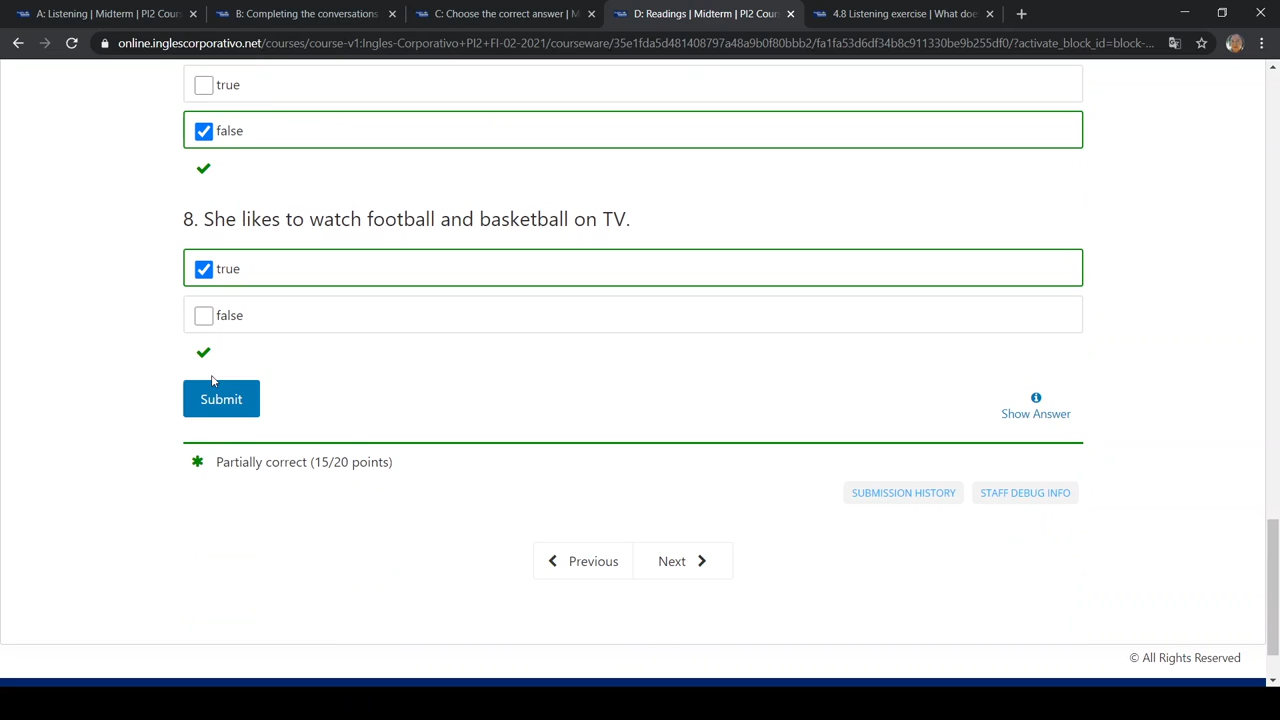 A: Listening | Midterm | PI2 Cours
B: Completing the conversations
C: Choose the correct answer | M
D: Readings | Midterm | PI2 Cour
4.8 Listening exercise | What doe
online.inglescorporativo.net/courses/course-v1:Ingles-Corporativo+PI2+FI-02-2021/courseware/35e1fda5d481408797a48a9b0f80bbb2/fa1fa53d6df34b8c911330be9b255df0/?activate_block_id=block-...
true
false
8. She likes to watch football and basketball on TV.
true
false
Submit
Show Answer
Partially correct (15/20 points)
SUBMISSION HISTORY
STAFF DEBUG INFO
Previous
Next
© All Rights Reserved